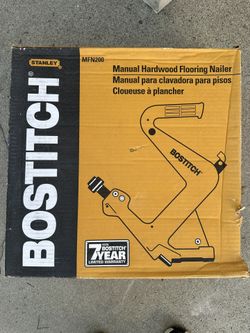 STANLEY
BOSTITCH
MFN200
Manual Hardwood Flooring Nailer
Manual para clavadora para pisos
Cloueuse à plancher
BOSTITCH
7 BOSTITCH
YEAR
LIMITED WARRANTY